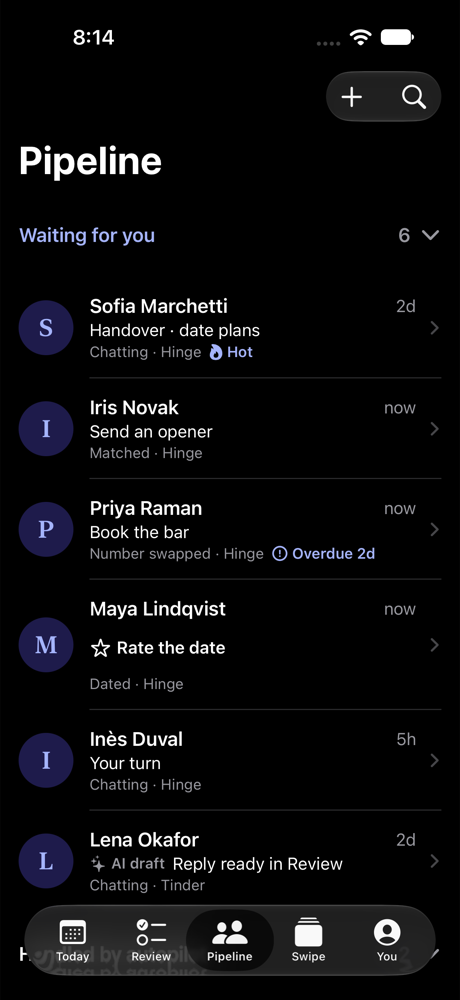 8:14
Pipeline
Waiting for you 6
S
Sofia Marchetti 2d
Handover · date plans
Chatting · Hinge Hot
I
Iris Novak now
Send an opener
Matched · Hinge
P
Priya Raman now
Book the bar
Number swapped · Hinge Overdue 2d
M
Maya Lindqvist now
Rate the date
Dated · Hinge
I
Inès Duval 5h
Your turn
Chatting · Hinge
L
Lena Okafor 2d
AI draft Reply ready in Review
Chatting · Tinder
Today Review Pipeline Swipe You